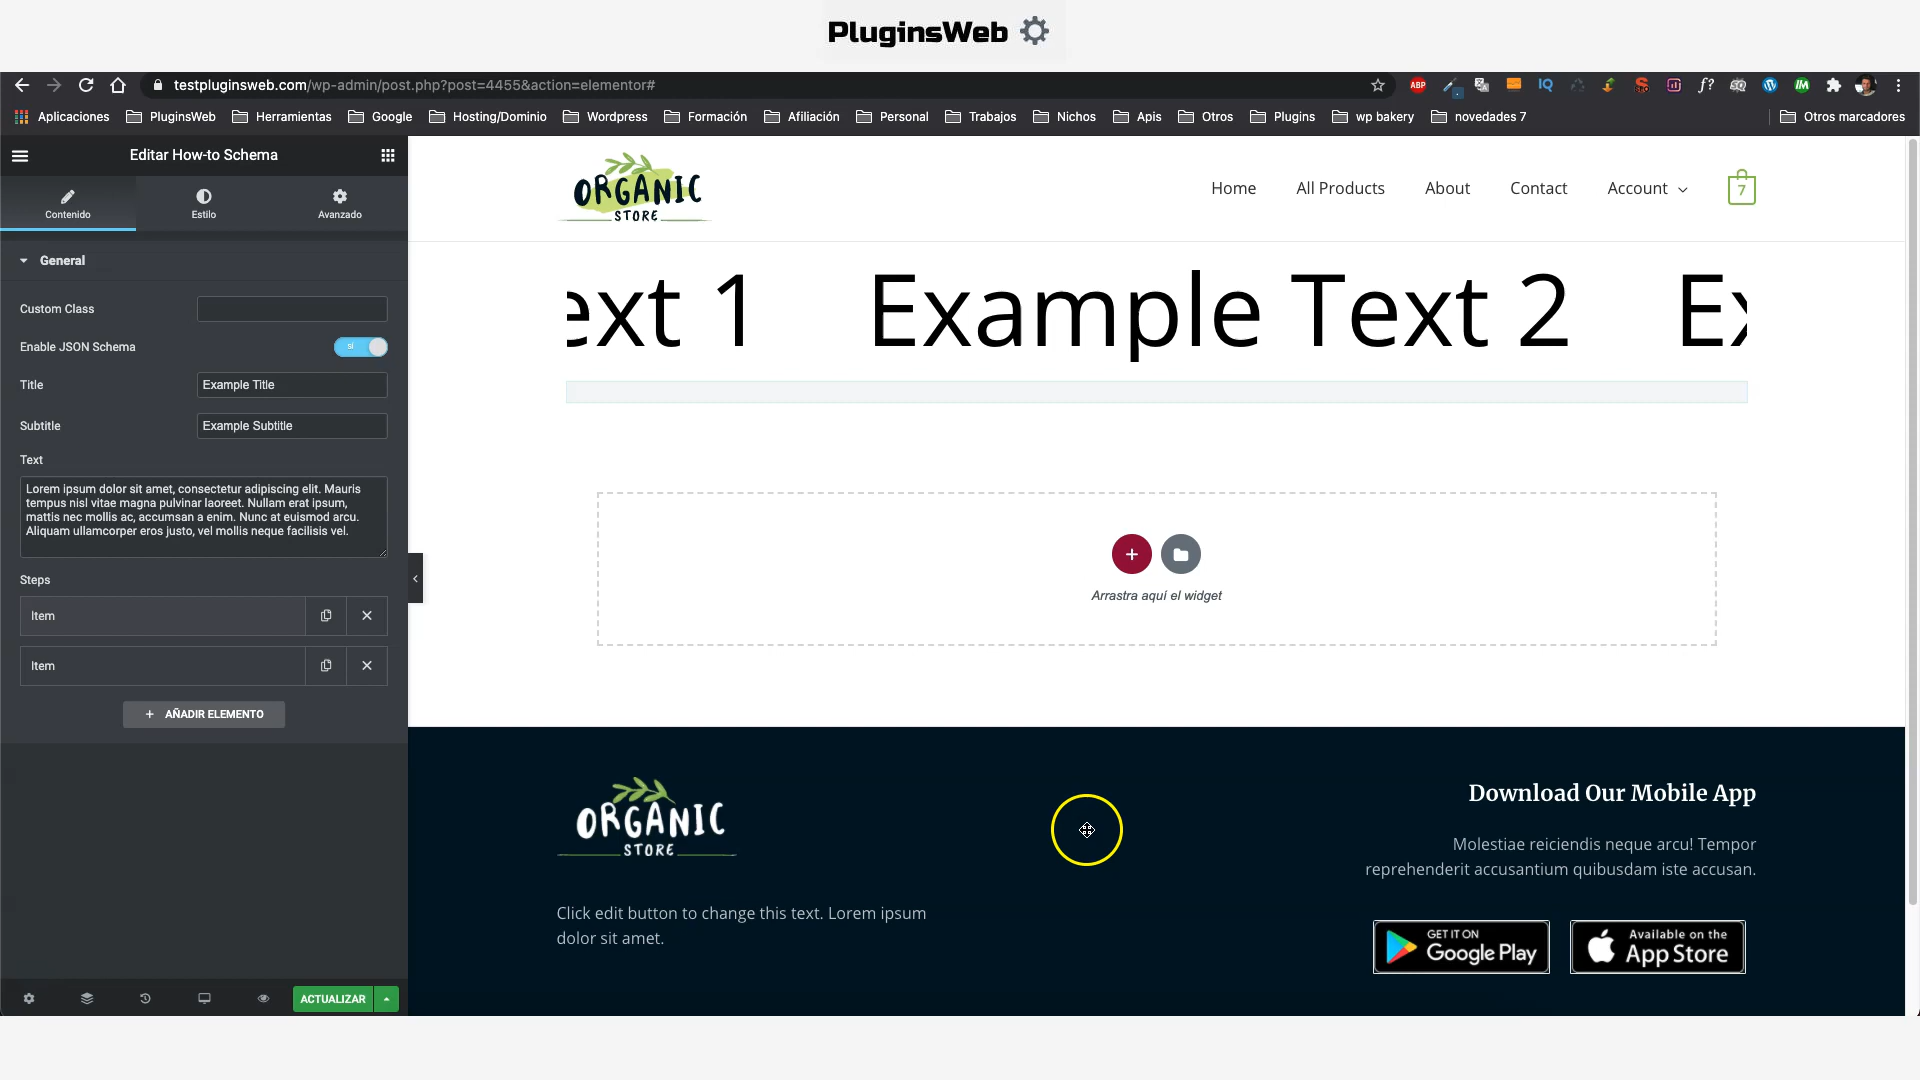 PluginsWeb
testpluginsweb.com/wp-admin/post.php?post=4455&action=elementor#
ABP
IQ
f?
Aplicaciones
PluginsWeb
Herramientas
Google
Hosting/Dominio
Wordpress
Formación
Afiliación
Personal
Trabajos
Nichos
Apis
Otros
Plugins
wp bakery
novedades 7
Otros marcadores
Editar How-to Schema
Contenido
Estilo
Avanzado
General
Custom Class
Enable JSON Schema
SÍ
Title
Example Title
Subtitle
Example Subtitle
Text
Lorem ipsum dolor sit amet, consectetur adipiscing elit. Mauris
tempus nisl vitae magna pulvinar laoreet. Nullam erat ipsum,
mattis nec mollis ac, accumsan a enim. Nunc at euismod arcu.
Aliquam ullamcorper eros justo, vel mollis neque facilisis vel.
Steps
Item
Item
AÑADIR ELEMENTO
ACTUALIZAR
ORGANIC
STORE
Home
All Products
About
Contact
Account
7
ext 1
Example Text 2
Ex
Arrastra aquí el widget
ORGANIC
STORE
Click edit button to change this text. Lorem ipsum
dolor sit amet.
Download Our Mobile App
Molestiae reiciendis neque arcu! Tempor
reprehenderit accusantium quibusdam iste accusan.
GET IT ON
Google Play
Available on the
App Store